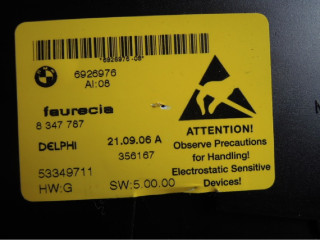 *6926976-08*
6926976
AI:08
faurecia
8 347 787
DELPHI 21.09.06 A
356167
53349711
HW:G SW:5.00.00
ATTENTION!
Observe Precautions
for Handling!
Electrostatic Sensitive
Devices!